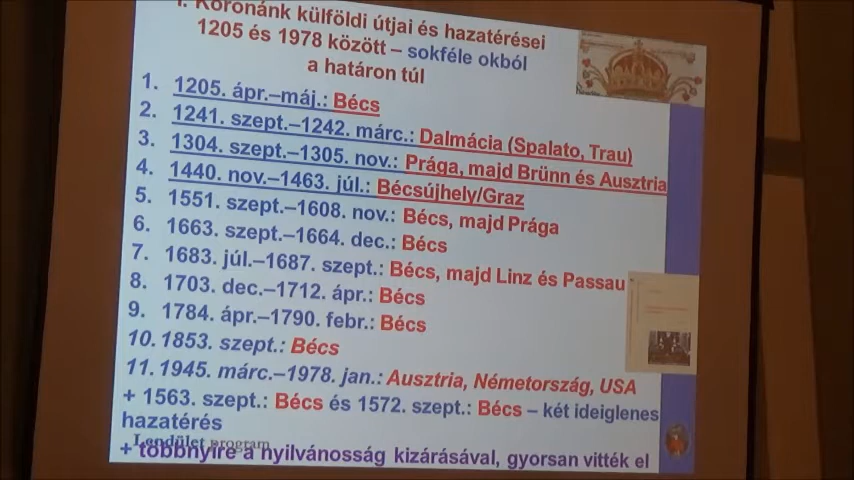 I. Koronánk külföldi útjai és hazatérései
1205 és 1978 között – sokféle okból
a határon túl
1. 1205. ápr.–máj.: Bécs
2. 1241. szept.–1242. márc.: Dalmácia (Spalato, Trau)
3. 1304. szept.–1305. nov.: Prága, majd Brünn és Ausztria
4. 1440. nov.–1463. júl.: Bécsújhely/Graz
5. 1551. szept.–1608. nov.: Bécs, majd Prága
6. 1663. szept.–1664. dec.: Bécs
7. 1683. júl.–1687. szept.: Bécs, majd Linz és Passau
8. 1703. dec.–1712. ápr.: Bécs
9. 1784. ápr.–1790. febr.: Bécs
10. 1853. szept.: Bécs
11. 1945. márc.–1978. jan.: Ausztria, Németország, USA
+ 1563. szept.: Bécs és 1572. szept.: Bécs – két ideiglenes
hazatérés
Lendület program
+ többnyire a nyilvánosság kizárásával, gyorsan vitték el